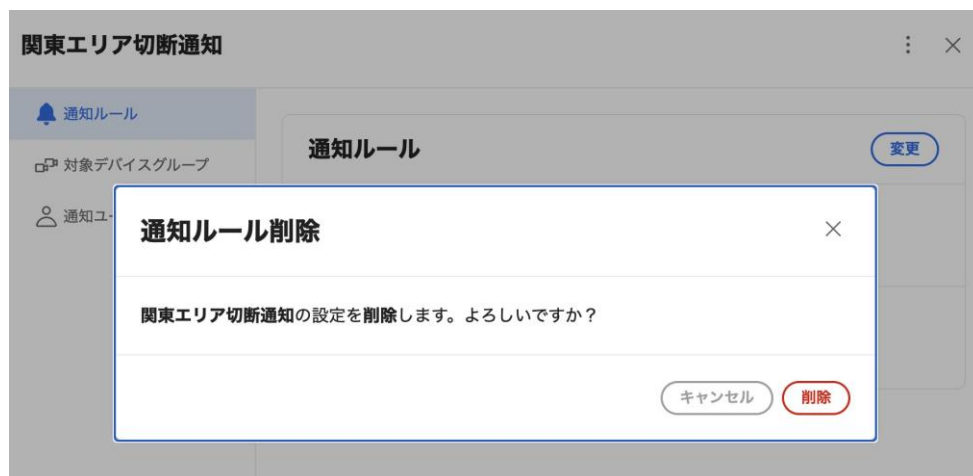 関東エリア切断通知
通知ルール
対象デバイスグループ
通知ユ
通知ルール
変更
通知ルール削除
関東エリア切断通知の設定を削除します。よろしいですか？
キャンセル
削除